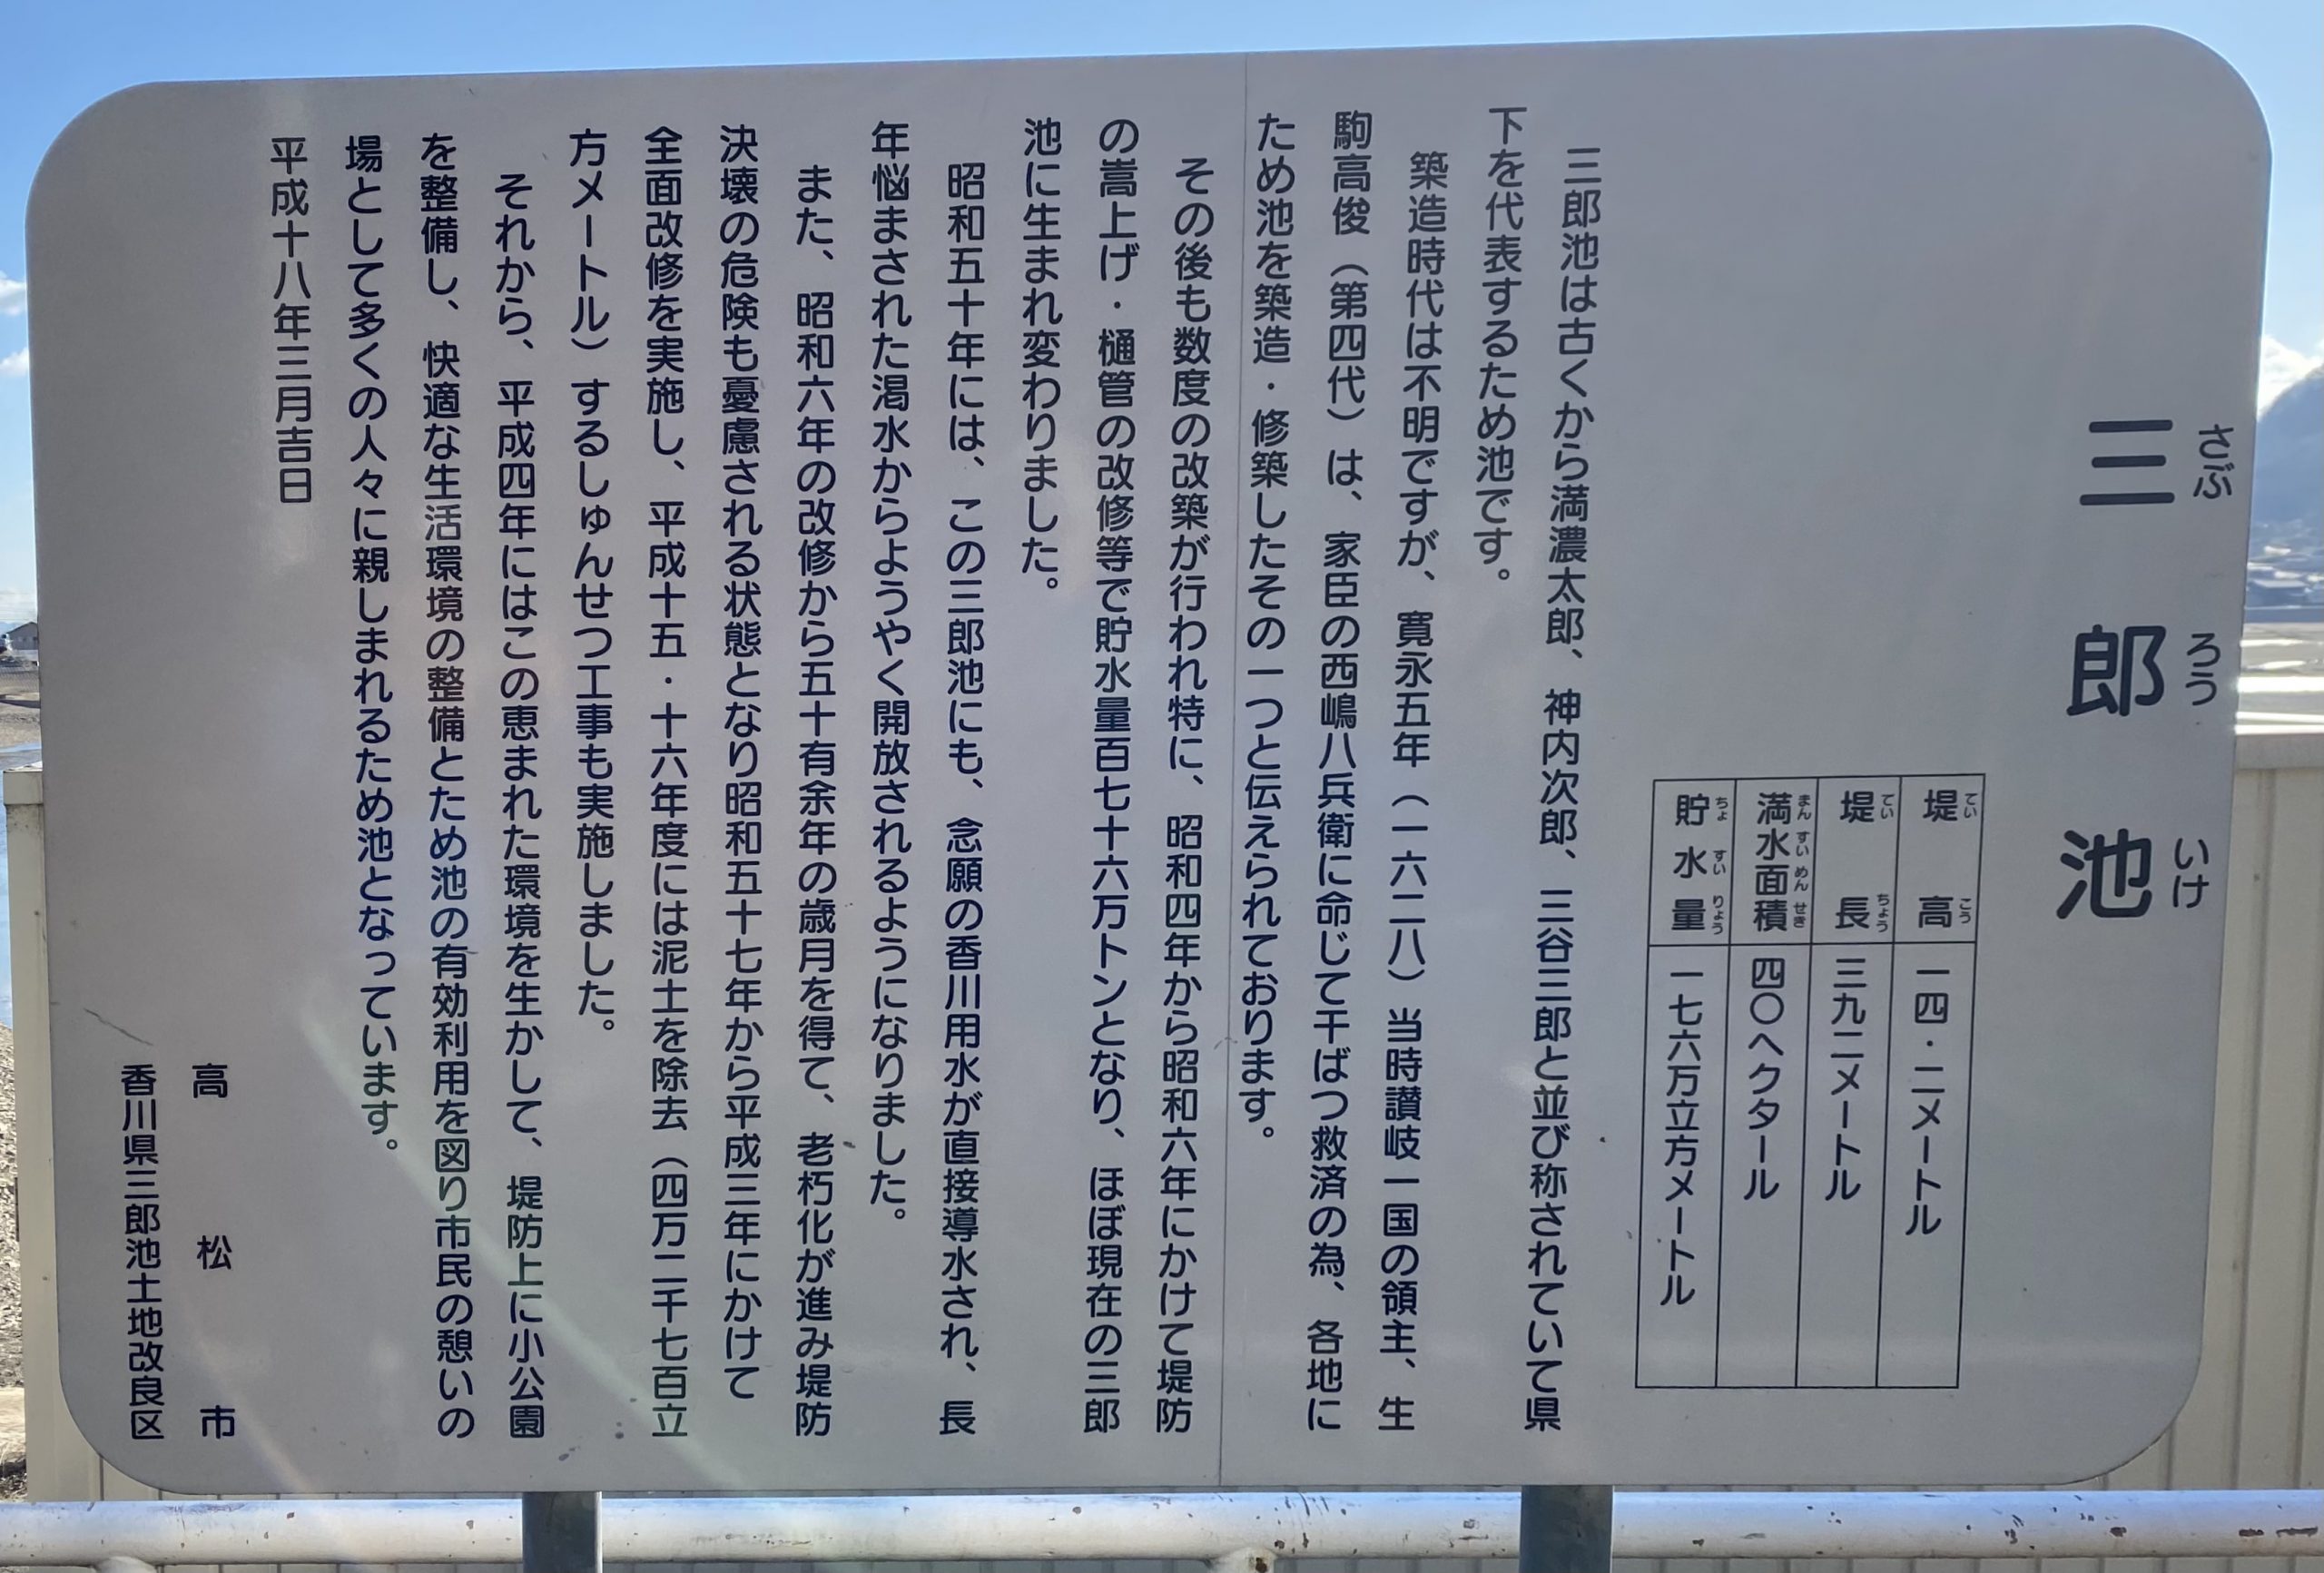 三郎池
さぶろういけ
堤高 一四・二メートル
ていこう
堤長 三九二メートル
ていちょう
満水面積 四〇ヘクタール
まんすいめんせき
貯水量 一七六万立方メートル
ちょすいりょう
三郎池は古くから満濃太郎、神内次郎、三谷三郎と並び称されていて県
下を代表するため池です。
築造時代は不明ですが、寛永五年（一六二八）当時讃岐一国の領主、生
駒高俊（第四代）は、家臣の西嶋八兵衛に命じて干ばつ救済の為、各地に
ため池を築造・修築したその一つと伝えられております。
その後も数度の改築が行われ特に、昭和四年から昭和六年にかけて堤防
の嵩上げ・樋管の改修等で貯水量百七十六万トンとなり、ほぼ現在の三郎
池に生まれ変わりました。
昭和五十年には、この三郎池にも、念願の香川用水が直接導水され、長
年悩まされた渇水からようやく開放されるようになりました。
また、昭和六年の改修から五十有余年の歳月を得て、老朽化が進み堤防
決壊の危険も憂慮される状態となり昭和五十七年から平成三年にかけて
全面改修を実施し、平成十五・十六年度には泥土を除去（四万二千七百立
方メートル）するしゅんせつ工事も実施しました。
それから、平成四年にはこの恵まれた環境を生かして、堤防上に小公園
を整備し、快適な生活環境の整備とため池の有効利用を図り市民の憩いの
場として多くの人々に親しまれるため池となっています。
平成十八年三月吉日
高松市
香川県三郎池土地改良区